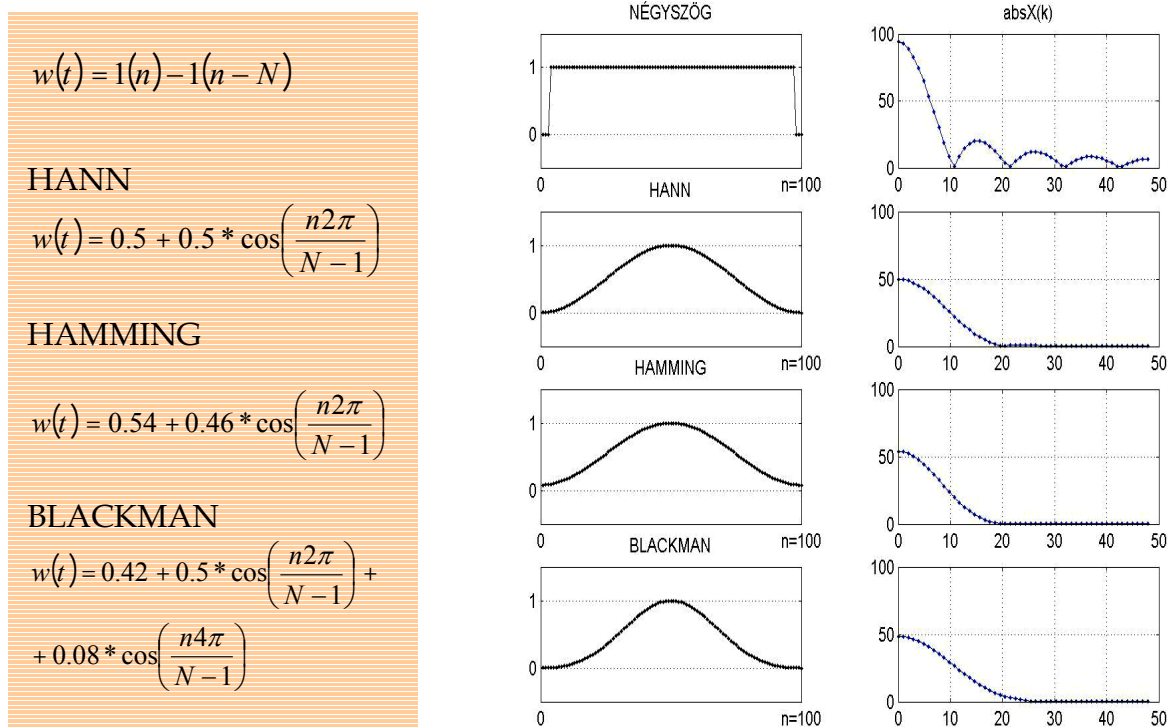 w(t) = 1(n) − 1(n − N)
HANN
w(t) = 0.5 + 0.5 * cos(n2π / N − 1)
HAMMING
w(t) = 0.54 + 0.46 * cos(n2π / N − 1)
BLACKMAN
w(t) = 0.42 + 0.5 * cos(n2π / N − 1) +
+ 0.08 * cos(n4π / N − 1)
NÉGYSZÖG
1
0
0 n=100
HANN
1
0
0 n=100
HAMMING
1
0
0 n=100
BLACKMAN
1
0
0 n=100
absX(k)
100
50
0
0 10 20 30 40 50
100
50
0
0 10 20 30 40 50
100
50
0
0 10 20 30 40 50
100
50
0
0 10 20 30 40 50